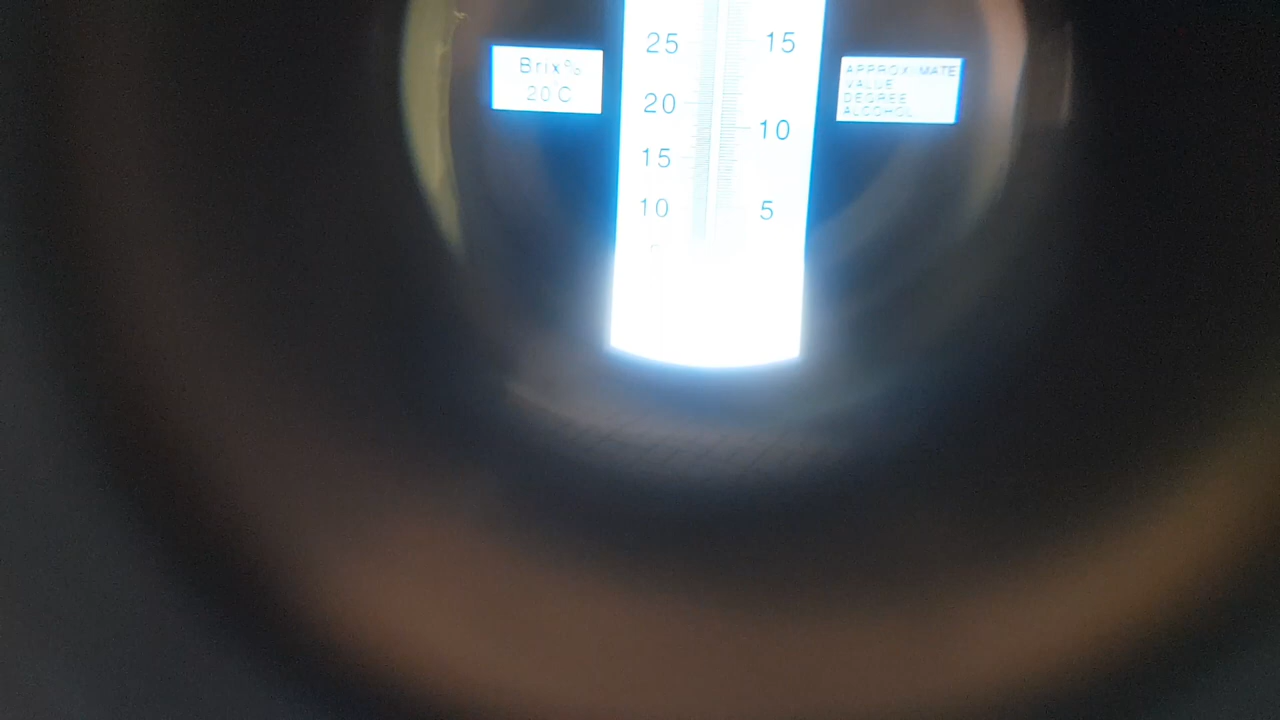 Brix%
20 C
25
20
15
10
15
10
5
APPROXIMATE
VALUE
DEGREE
ALCOHOL